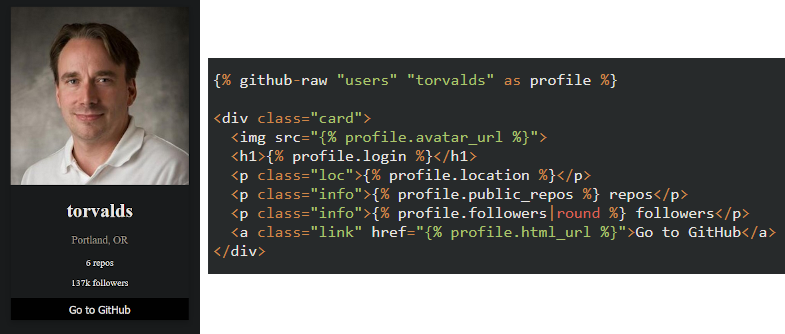 torvalds
Portland, OR
6 repos
137k followers
Go to GitHub
{% github-raw "users" "torvalds" as profile %}
<div class="card">
  <img src="{% profile.avatar_url %}">
  <h1>{% profile.login %}</h1>
  <p class="loc">{% profile.location %}</p>
  <p class="info">{% profile.public_repos %} repos</p>
  <p class="info">{% profile.followers|round %} followers</p>
  <a class="link" href="{% profile.html_url %}">Go to GitHub</a>
</div>